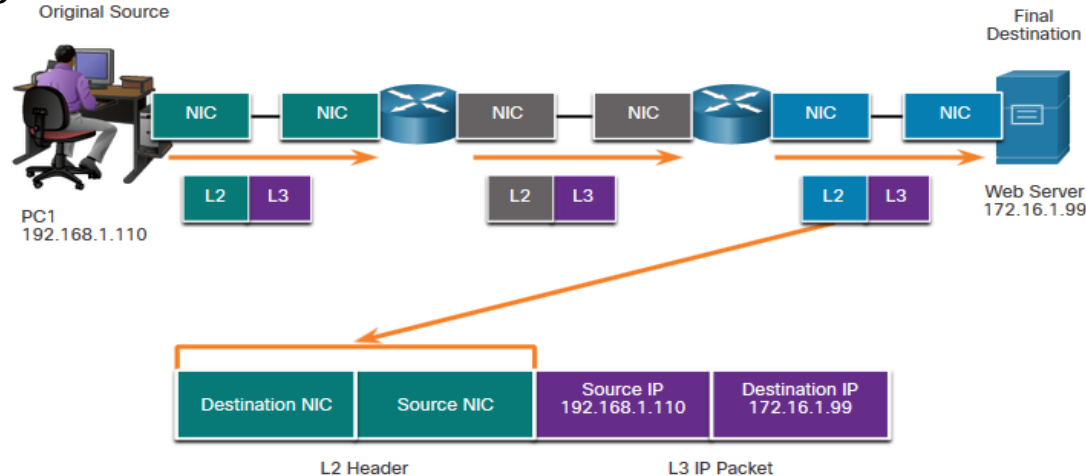 Original Source
Final
Destination
NIC
NIC
NIC
NIC
NIC
NIC
L2
L3
L2
L3
L2
L3
PC1
192.168.1.110
Web Server
172.16.1.99
Destination NIC
Source NIC
Source IP
192.168.1.110
Destination IP
172.16.1.99
L2 Header
L3 IP Packet